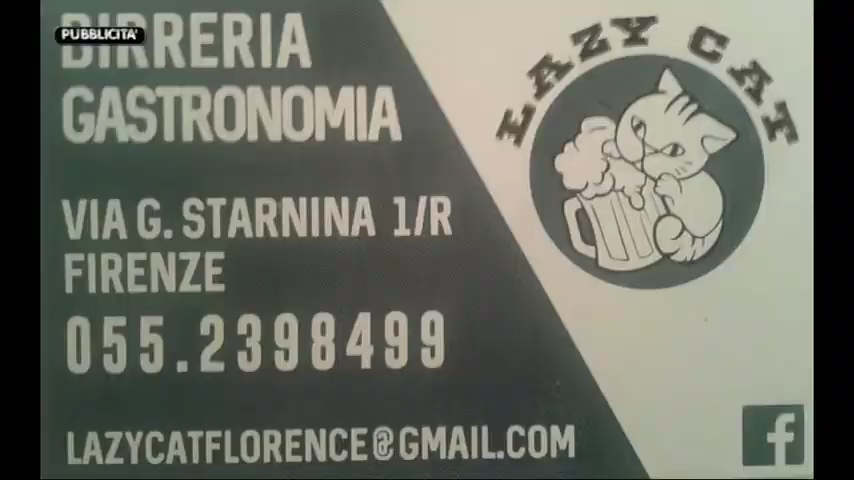 PUBBLICITA'
BIRRERIA
GASTRONOMIA
VIA G. STARNINA 1/R
FIRENZE
055.2398499
LAZYCATFLORENCE@GMAIL.COM
LAZY CAT
f